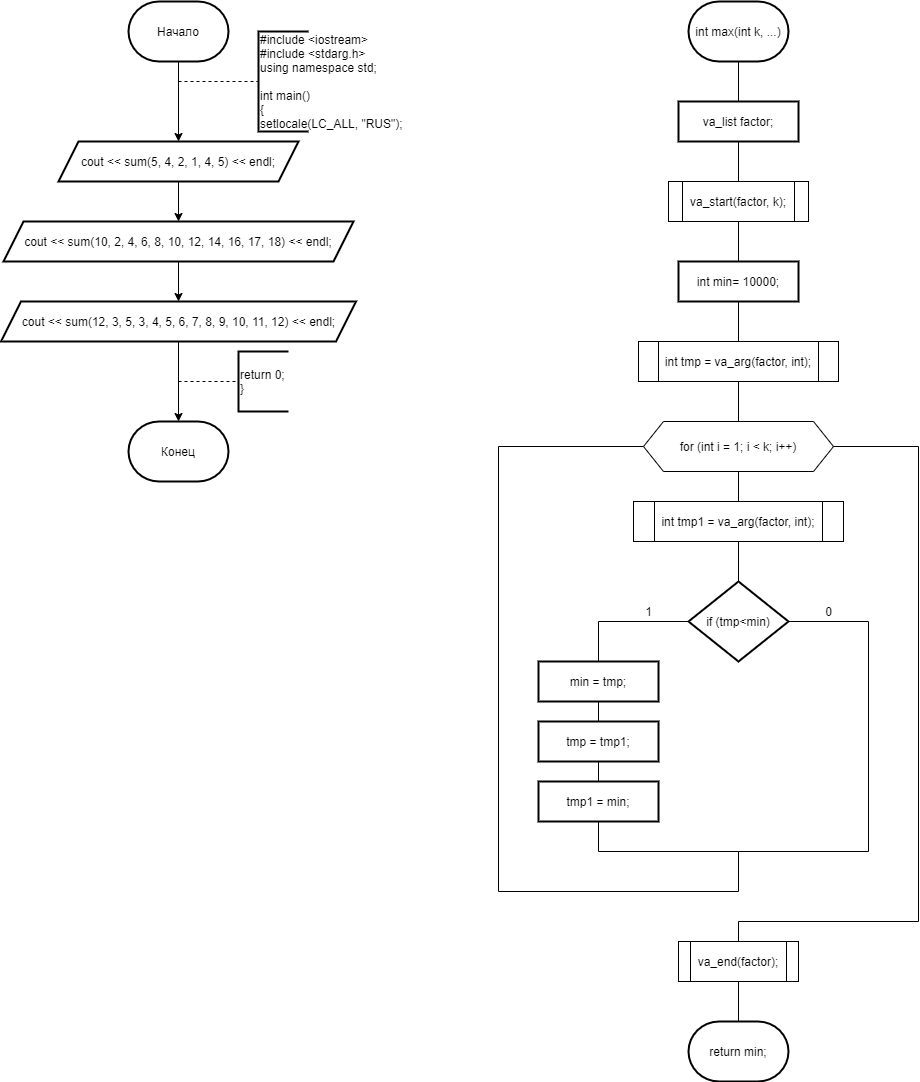 Начало
#include <iostream>
#include <stdarg.h>
using namespace std;
int main()
{
setlocale(LC_ALL, "RUS");
cout << sum(5, 4, 2, 1, 4, 5) << endl;
cout << sum(10, 2, 4, 6, 8, 10, 12, 14, 16, 17, 18) << endl;
cout << sum(12, 3, 5, 3, 4, 5, 6, 7, 8, 9, 10, 11, 12) << endl;
return 0;
}
Конец
int max(int k, ...)
va_list factor;
va_start(factor, k);
int min= 10000;
int tmp = va_arg(factor, int);
for (int i = 1; i < k; i++)
int tmp1 = va_arg(factor, int);
if (tmp<min)
1
0
min = tmp;
tmp = tmp1;
tmp1 = min;
va_end(factor);
return min;